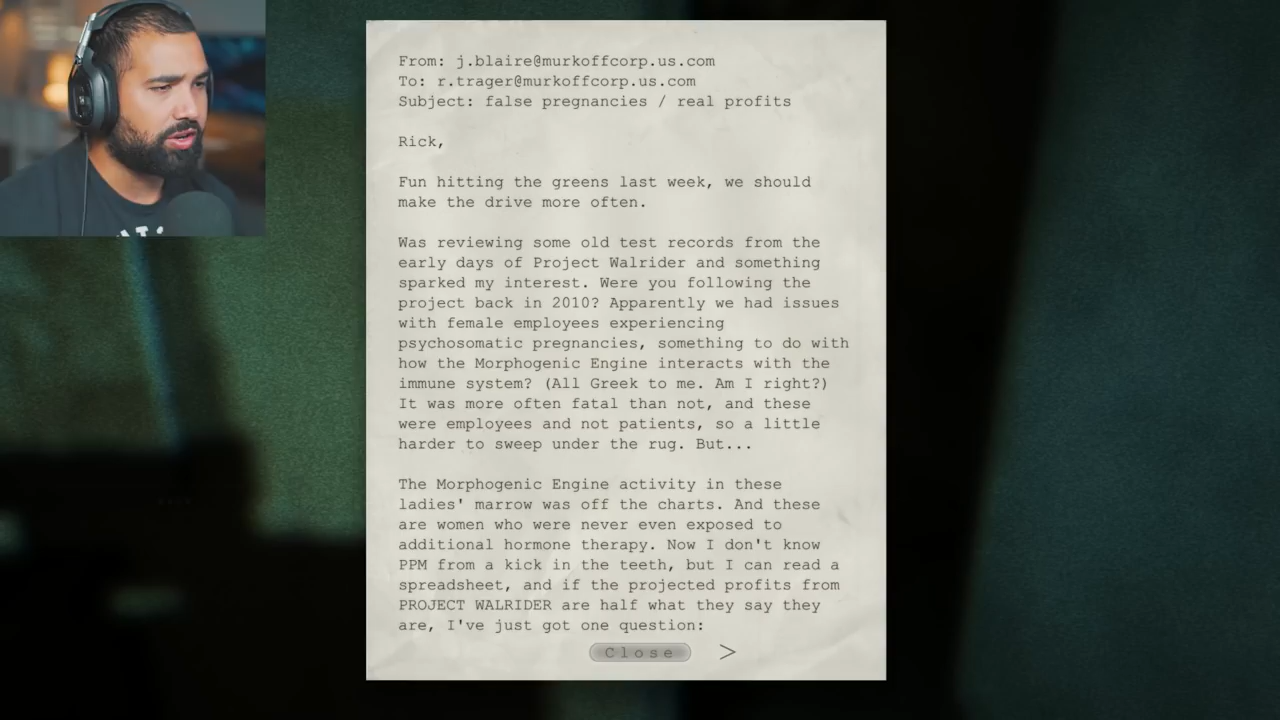 From: j.blaire@murkoffcorp.us.com
To: r.trager@murkoffcorp.us.com
Subject: false pregnancies / real profits
Rick,
Fun hitting the greens last week, we should
make the drive more often.
Was reviewing some old test records from the
early days of Project Walrider and something
sparked my interest. Were you following the
project back in 2010? Apparently we had issues
with female employees experiencing
psychosomatic pregnancies, something to do with
how the Morphogenic Engine interacts with the
immune system? (All Greek to me. Am I right?)
It was more often fatal than not, and these
were employees and not patients, so a little
harder to sweep under the rug. But...
The Morphogenic Engine activity in these
ladies' marrow was off the charts. And these
are women who were never even exposed to
additional hormone therapy. Now I don't know
PPM from a kick in the teeth, but I can read a
spreadsheet, and if the projected profits from
PROJECT WALRIDER are half what they say they
are, I've just got one question:
Close >